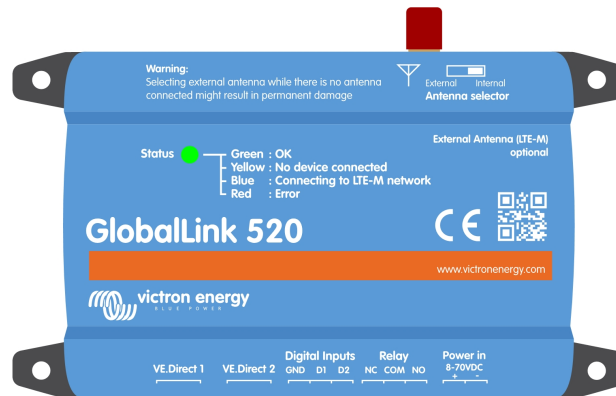 Warning:
Selecting external antenna while there is no antenna
connected might result in permanent damage
External Internal
Antenna selector
External Antenna (LTE-M)
optional
Status
Green : OK
Yellow : No device connected
Blue : Connecting to LTE-M network
Red : Error
GlobalLink 520
CE
www.victronenergy.com
victron energy
BLUE POWER
VE.Direct 1
VE.Direct 2
Digital Inputs
GND D1 D2
Relay
NC COM NO
Power in
8-70VDC
+ -